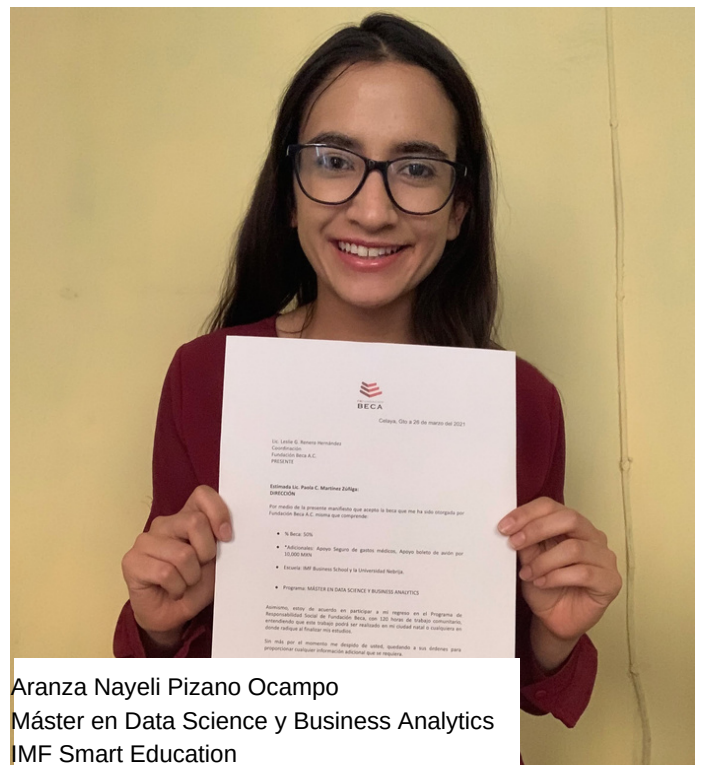 BECA
Celaya, Gto a 26 de marzo del 2021
Lic. Leslie G. Renero Hernández
Coordinación
Fundación Beca A.C.
PRESENTE
Estimada Lic. Paola C. Martínez Zúñiga:
DIRECCIÓN
Por medio de la presente manifiesto que acepto la beca que me ha sido otorgada por
Fundación Beca A.C. misma que comprende:
• % Beca: 50%
• *Adicionales: Apoyo Seguro de gastos médicos, Apoyo boleto de avión por
10,000 MXN
• Escuela: IMF Business School y la Universidad Nebrija.
• Programa: MÁSTER EN DATA SCIENCE Y BUSINESS ANALYTICS
Asimismo, estoy de acuerdo en participar a mi regreso en el Programa de
Responsabilidad Social de Fundación Beca, con 120 horas de trabajo comunitario,
entendiendo que este trabajo podrá ser realizado en mi ciudad natal o cualquiera en
donde radique al finalizar mis estudios.
Sin más por el momento me despido de usted, quedando a sus órdenes para
proporcionar cualquier información adicional que se requiera.
Aranza Nayeli Pizano Ocampo
Máster en Data Science y Business Analytics
IMF Smart Education